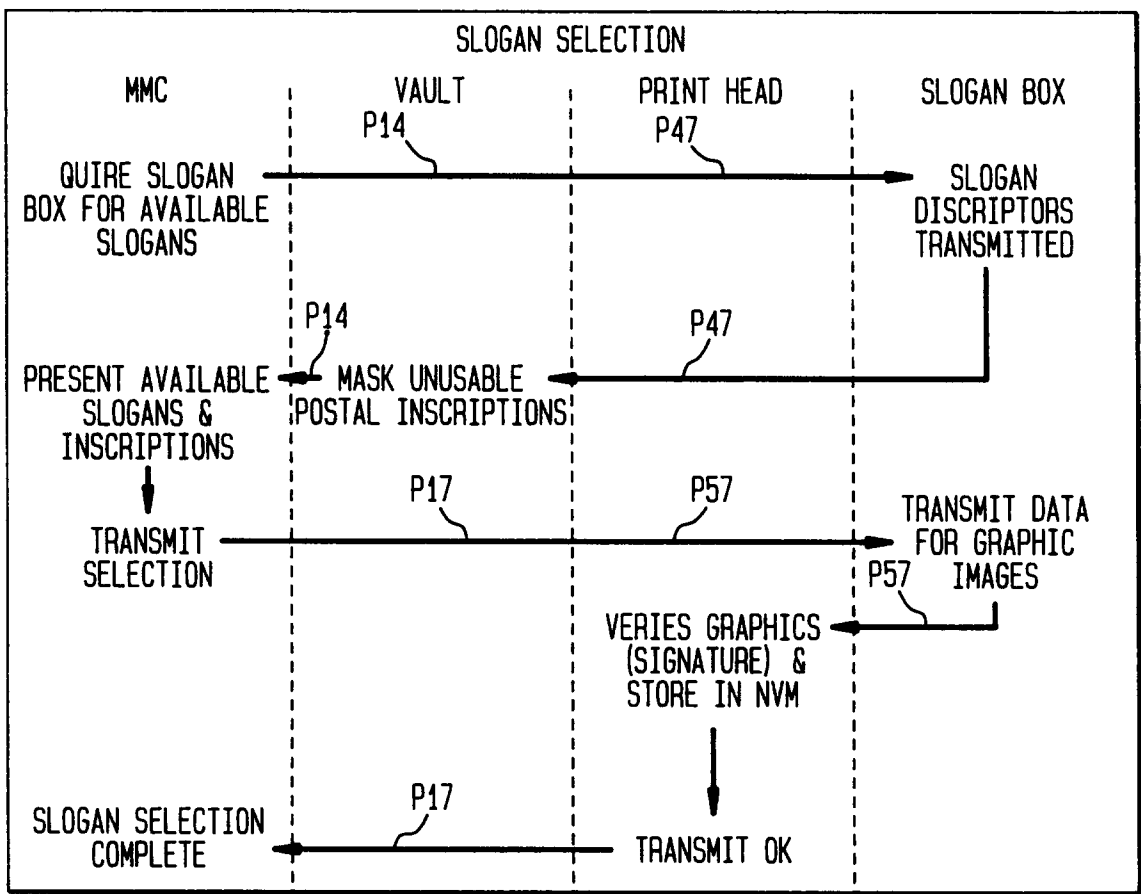 SLOGAN SELECTION
MMC
VAULT
PRINT HEAD
SLOGAN BOX
P14
P47
QUIRE SLOGAN
BOX FOR AVAILABLE
SLOGANS
SLOGAN
DISCRIPTORS
TRANSMITTED
P14
P47
PRESENT AVAILABLE
SLOGANS &
INSCRIPTIONS
MASK UNUSABLE
POSTAL INSCRIPTIONS
P17
P57
TRANSMIT
SELECTION
TRANSMIT DATA
FOR GRAPHIC
IMAGES
P57
VERIES GRAPHICS
(SIGNATURE) &
STORE IN NVM
P17
SLOGAN SELECTION
COMPLETE
TRANSMIT OK